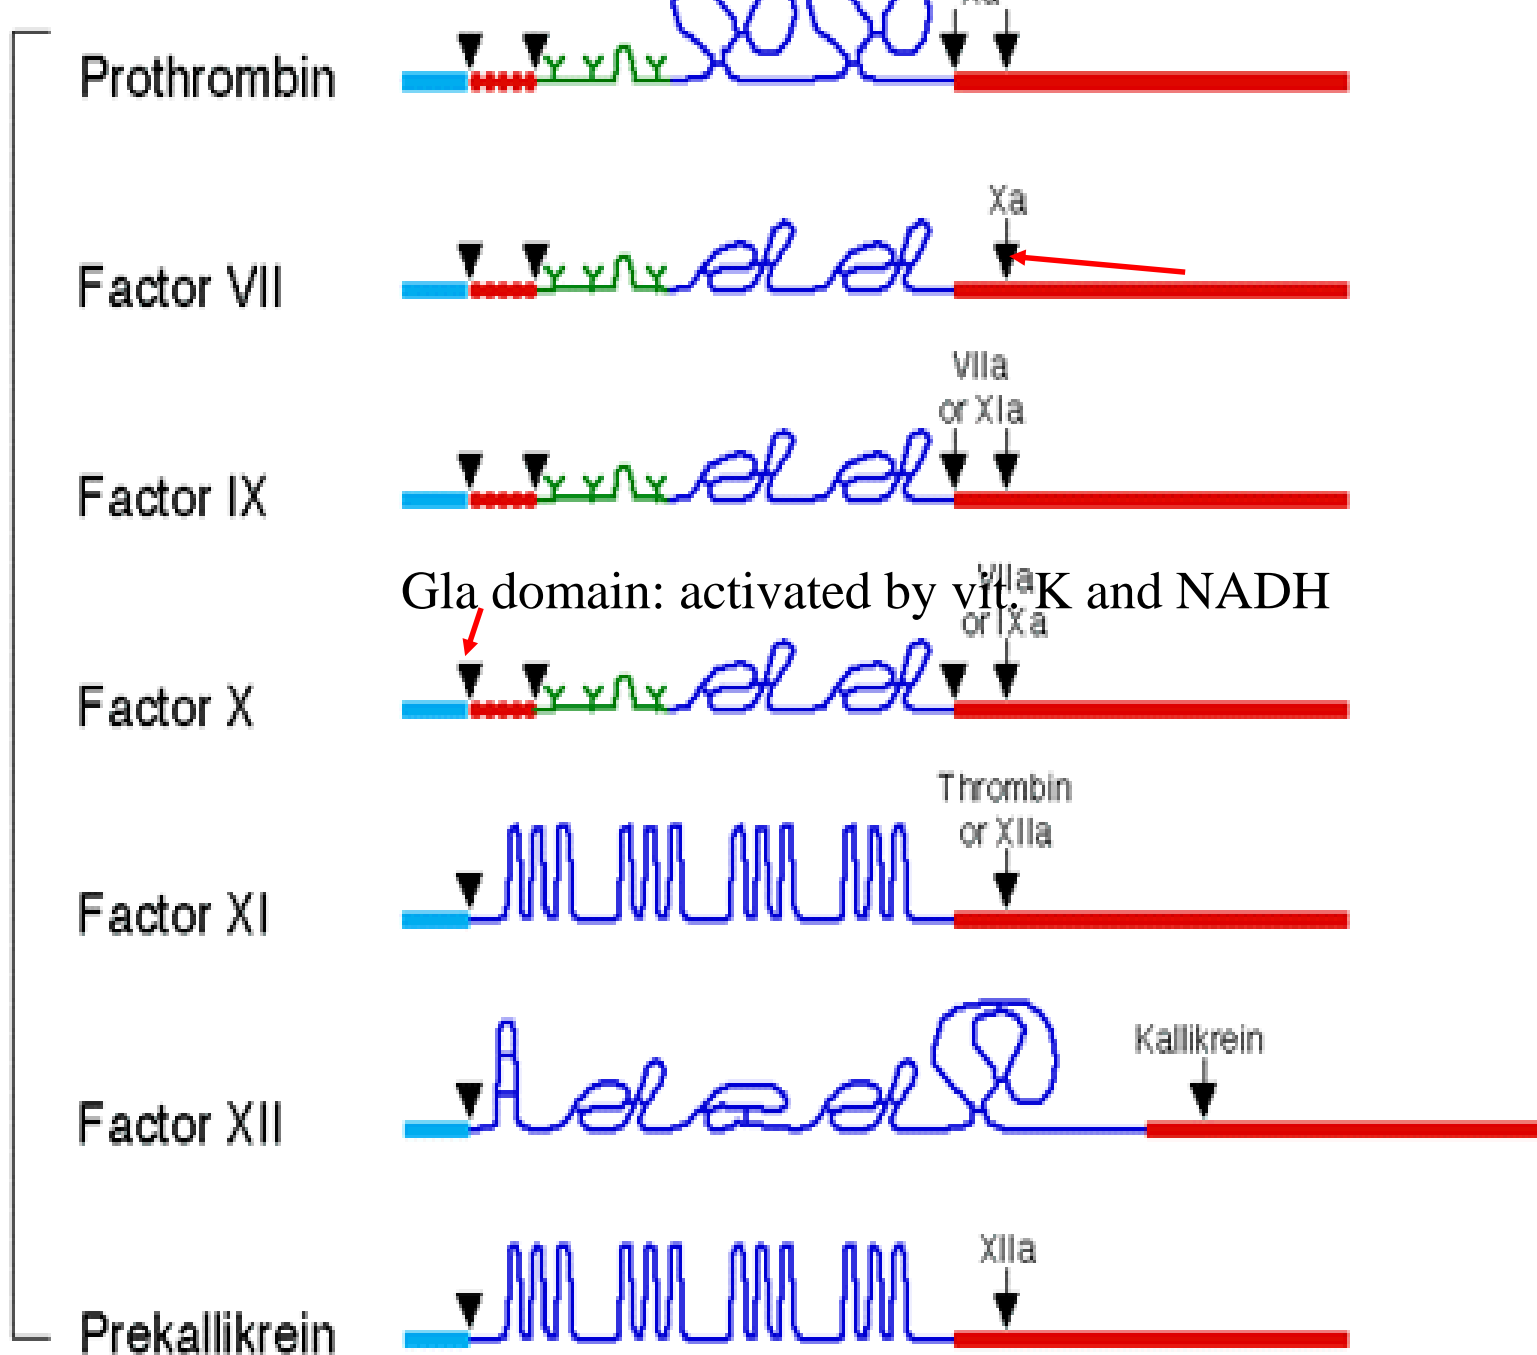 Xa
Prothrombin
Xa
Factor VII
VIIa
or XIa
Factor IX
Gla domain: activated by vit. K and NADH
VIIa
or IXa
Factor X
Thrombin
or XIIa
Factor XI
Kallikrein
Factor XII
XIIa
Prekallikrein